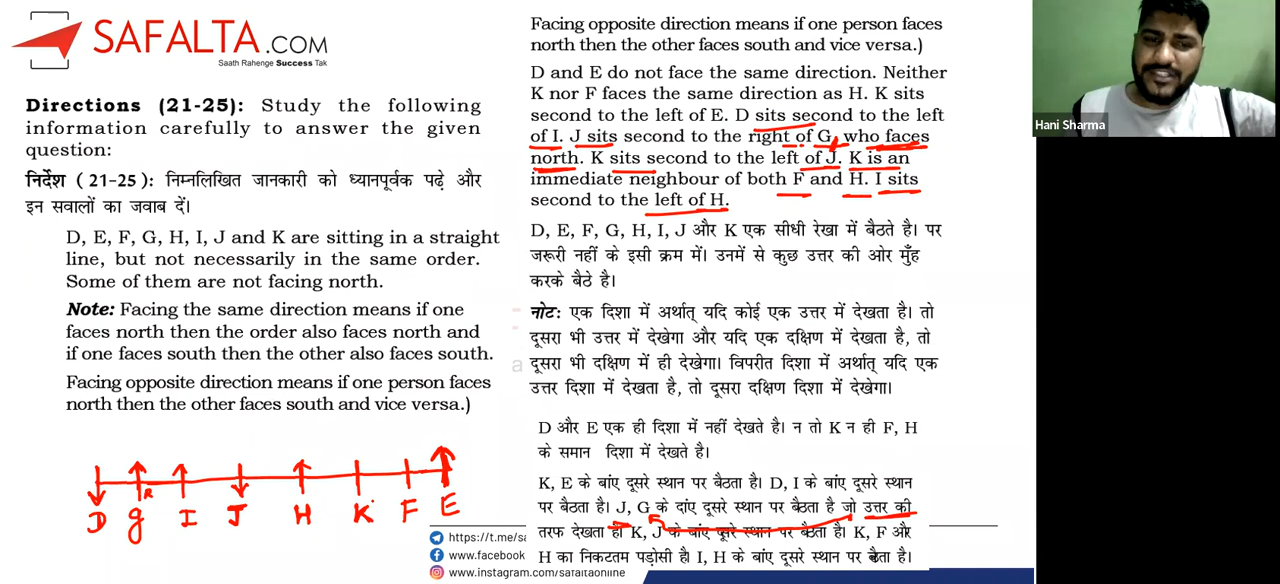 SAFALTA.COM
Saath Rahenge Success Tak
Directions (21-25): Study the following
information carefully to answer the given
question:
निर्देश (21-25): निम्नलिखित जानकारी को ध्यानपूर्वक पढ़े और
इन सवालों का जवाब दें।
D, E, F, G, H, I, J and K are sitting in a straight
line, but not necessarily in the same order.
Some of them are not facing north.
Note: Facing the same direction means if one
faces north then the order also faces north and
if one faces south then the other also faces south.
Facing opposite direction means if one person faces
north then the other faces south and vice versa.)
R
D g I J H K F E
Facing opposite direction means if one person faces
north then the other faces south and vice versa.)
D and E do not face the same direction. Neither
K nor F faces the same direction as H. K sits
second to the left of E. D sits second to the left
of I. J sits second to the right of G, who faces
north. K sits second to the left of J. K is an
immediate neighbour of both F and H. I sits
second to the left of H.
D, E, F, G, H, I, J और K एक सीधी रेखा में बैठते है। पर
जरूरी नहीं के इसी क्रम में। उनमें से कुछ उत्तर की ओर मुँह
करके बैठे है।
नोट: एक दिशा में अर्थात् यदि कोई एक उत्तर में देखता है। तो
दूसरा भी उत्तर में देखेगा और यदि एक दक्षिण में देखता है, तो
दूसरा भी दक्षिण में ही देखेगा। विपरीत दिशा में अर्थात् यदि एक
उत्तर दिशा में देखता है, तो दूसरा दक्षिण दिशा में देखेगा।
D और E एक ही दिशा में नहीं देखते है। न तो K न ही F, H
के समान दिशा में देखते है।
K, E के बांए दूसरे स्थान पर बैठता है। D, I के बांए दूसरे स्थान
पर बैठता है। J, G के दांए दूसरे स्थान पर बैठता है जो उत्तर की
तरफ देखता है। K, J के बांए दूसरे स्थान पर बैठता है। K, F और
H का निकटतम पड़ोसी है। I, H के बांए दूसरे स्थान पर बैठता है।
https://t.me/sa
www.facebook
www.instagram.com/safaltaonline
Hani Sharma